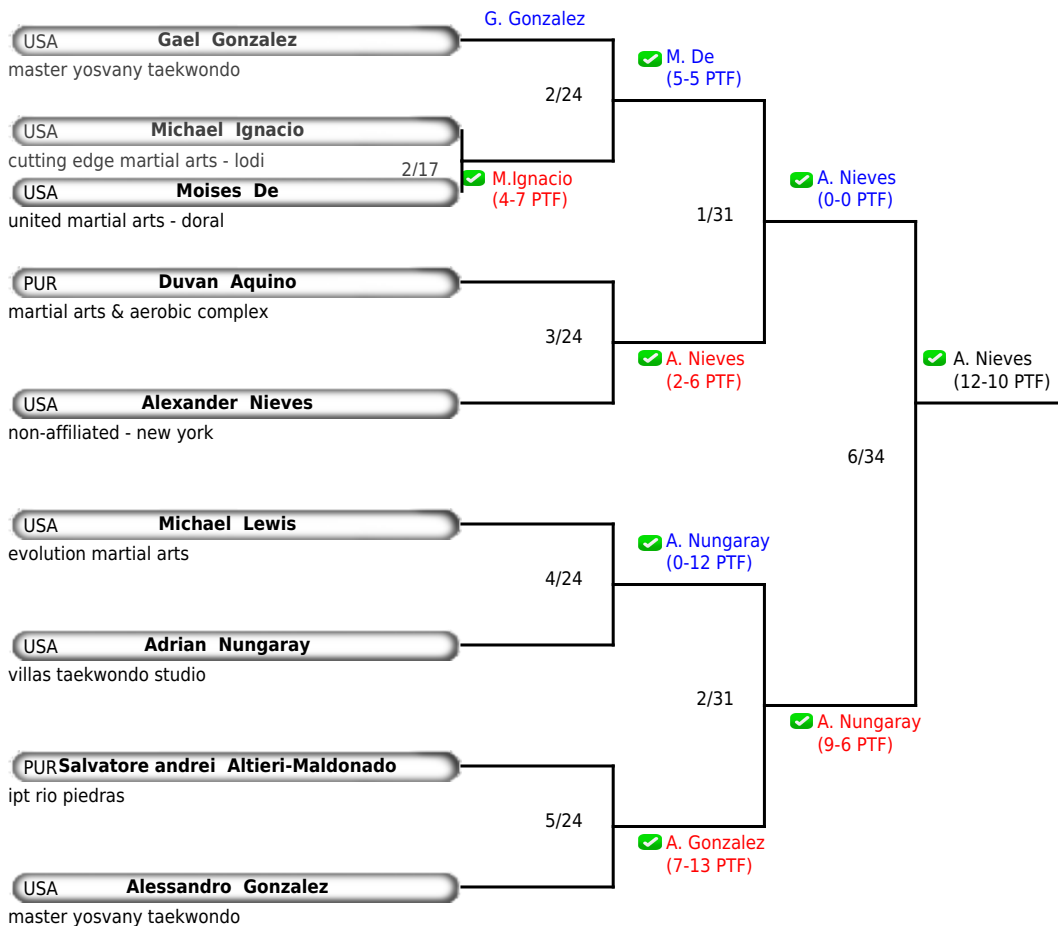 G. Gonzalez
USA Gael Gonzalez
master yosvany taekwondo
M. De
(5-5 PTF)
2/24
USA Michael Ignacio
cutting edge martial arts - lodi
2/17
M.Ignacio
(4-7 PTF)
USA Moises De
united martial arts - doral
A. Nieves
(0-0 PTF)
1/31
PUR Duvan Aquino
martial arts & aerobic complex
3/24
A. Nieves
(2-6 PTF)
A. Nieves
(12-10 PTF)
USA Alexander Nieves
non-affiliated - new york
6/34
USA Michael Lewis
evolution martial arts
A. Nungaray
(0-12 PTF)
4/24
USA Adrian Nungaray
villas taekwondo studio
2/31
A. Nungaray
(9-6 PTF)
PUR Salvatore andrei Altieri-Maldonado
ipt rio piedras
5/24
A. Gonzalez
(7-13 PTF)
USA Alessandro Gonzalez
master yosvany taekwondo